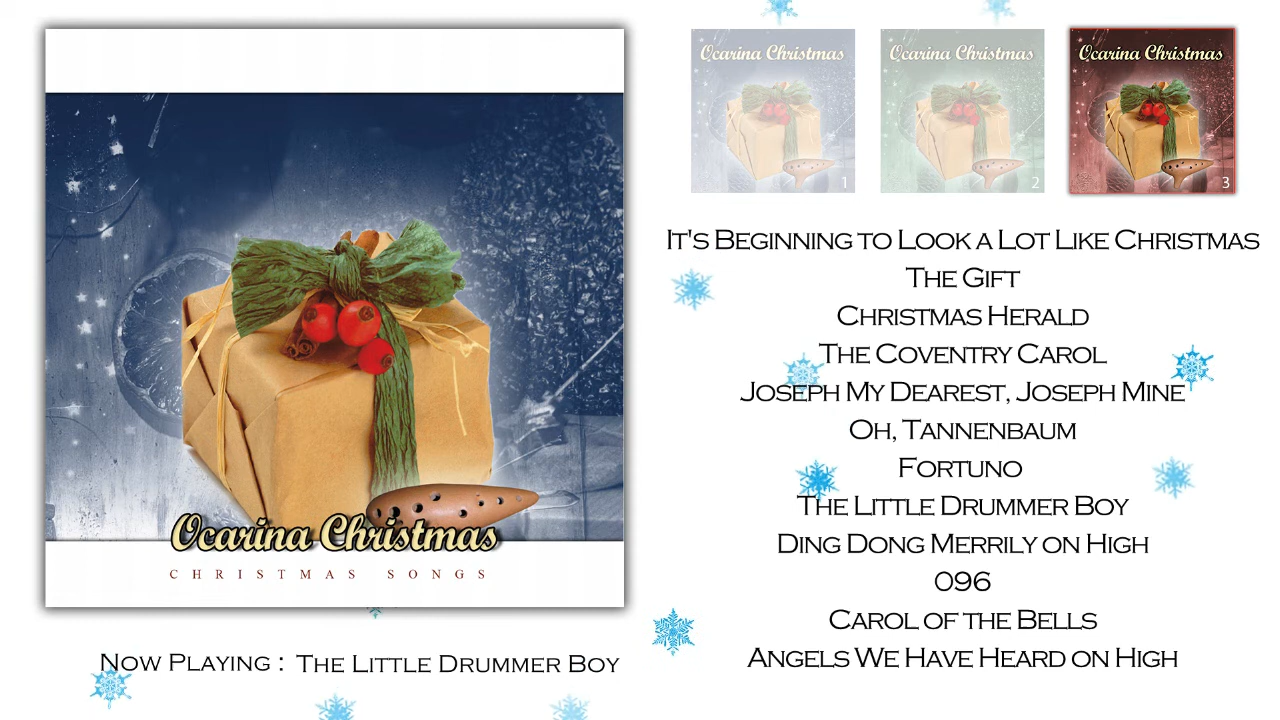 Ocarina Christmas
CHRISTMAS SONGS
Now Playing : The Little Drummer Boy
Ocarina Christmas
1
Ocarina Christmas
2
Ocarina Christmas
3
It's Beginning to Look a Lot Like Christmas
The Gift
Christmas Herald
The Coventry Carol
Joseph My Dearest, Joseph Mine
Oh, Tannenbaum
Fortuno
The Little Drummer Boy
Ding Dong Merrily on High
096
Carol of the Bells
Angels We Have Heard on High